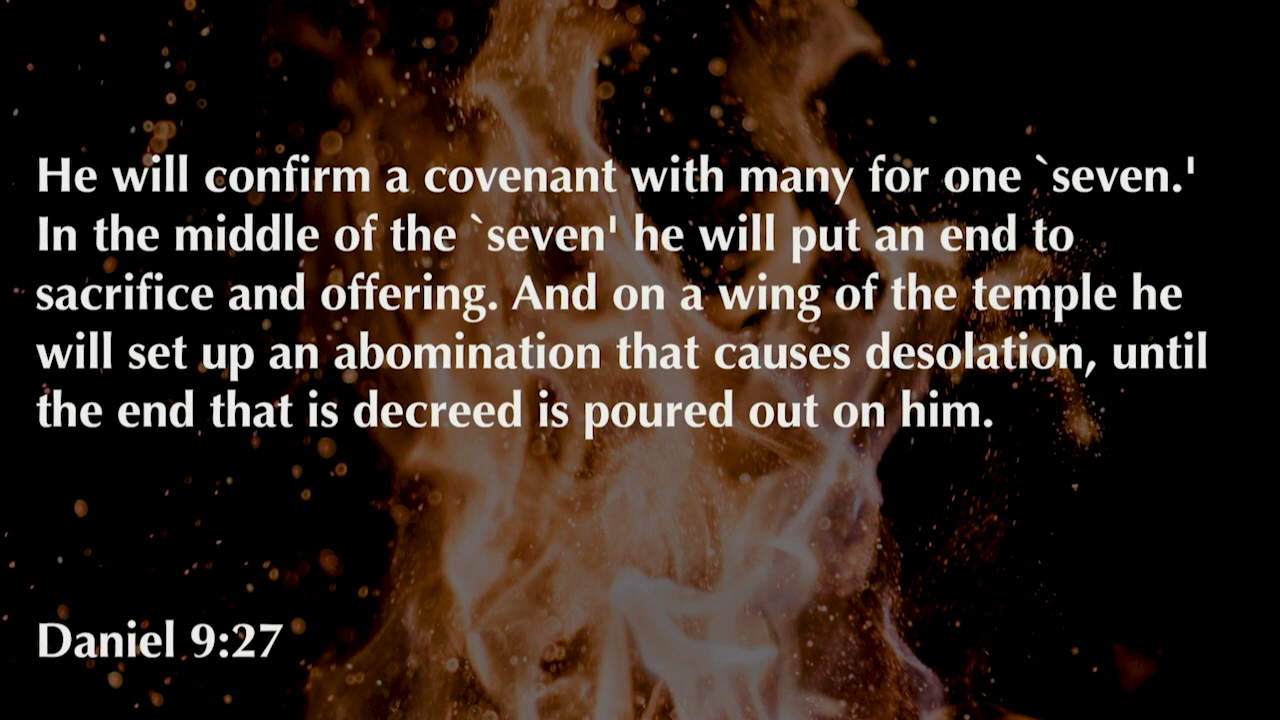 He will confirm a covenant with many for one `seven.'
In the middle of the `seven' he will put an end to
sacrifice and offering. And on a wing of the temple he
will set up an abomination that causes desolation, until
the end that is decreed is poured out on him.
Daniel 9:27